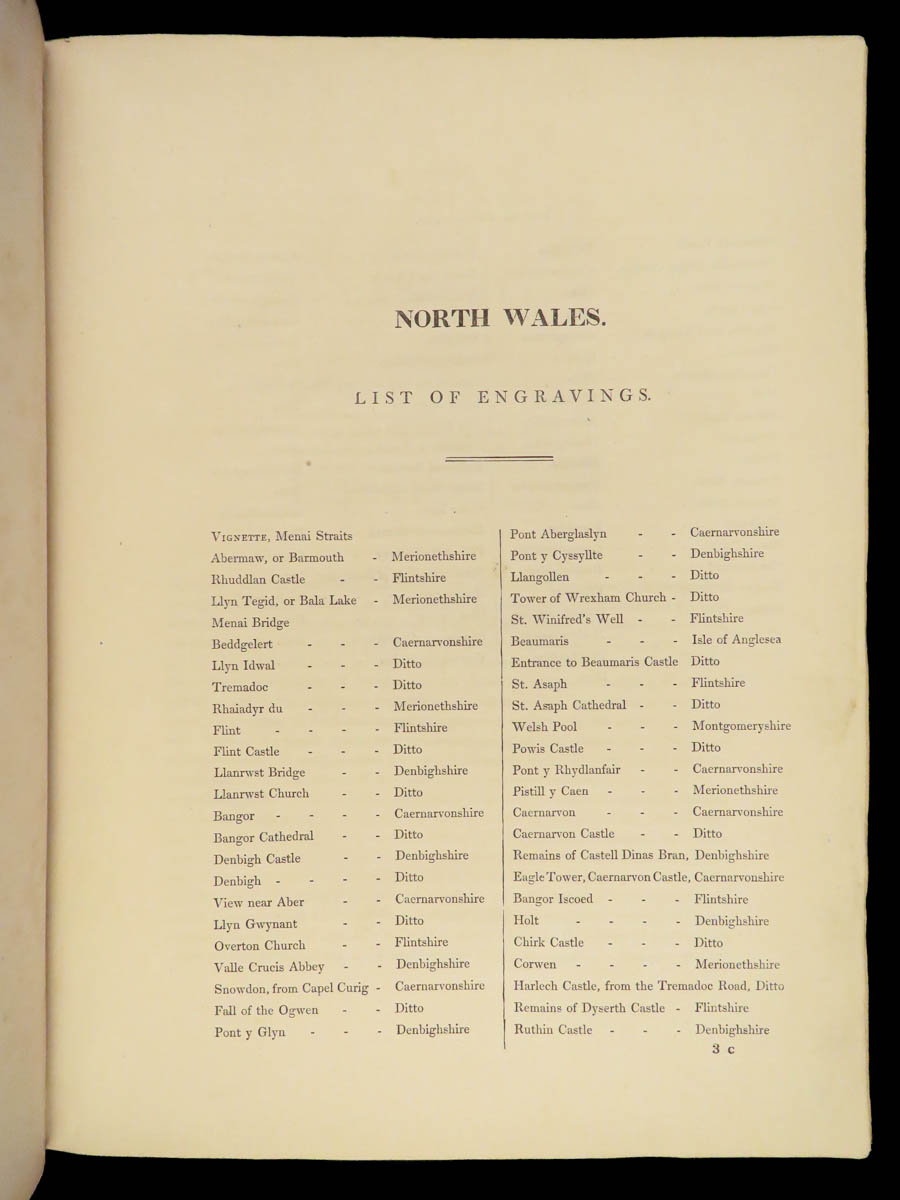 NORTH WALES.
LIST OF ENGRAVINGS.
VIGNETTE, Menai Straits
Abermaw, or Barmouth - Merionethshire
Rhuddlan Castle - - Flintshire
Llyn Tegid, or Bala Lake - Merionethshire
Menai Bridge
Beddgelert - - - Caernarvonshire
Llyn Idwal - - - Ditto
Tremadoc - - - Ditto
Rhaiadyr du - - - Merionethshire
Flint - - - - Flintshire
Flint Castle - - - Ditto
Llanrwst Bridge - - Denbighshire
Llanrwst Church - - Ditto
Bangor - - - - Caernarvonshire
Bangor Cathedral - - Ditto
Denbigh Castle - - Denbighshire
Denbigh - - - - Ditto
View near Aber - - Caernarvonshire
Llyn Gwynant - - Ditto
Overton Church - - Flintshire
Valle Crucis Abbey - - Denbighshire
Snowdon, from Capel Curig - Caernarvonshire
Fall of the Ogwen - - Ditto
Pont y Glyn - - - Denbighshire
Pont Aberglaslyn - - Caernarvonshire
Pont y Cyssyllte - - Denbighshire
Llangollen - - - Ditto
Tower of Wrexham Church - Ditto
St. Winifred's Well - - Flintshire
Beaumaris - - - Isle of Anglesea
Entrance to Beaumaris Castle Ditto
St. Asaph - - - Flintshire
St. Asaph Cathedral - - Ditto
Welsh Pool - - - Montgomeryshire
Powis Castle - - - Ditto
Pont y Rhydlanfair - - Caernarvonshire
Pistill y Caen - - - Merionethshire
Caernarvon - - - Caernarvonshire
Caernarvon Castle - - Ditto
Remains of Castell Dinas Bran, Denbighshire
Eagle Tower, Caernarvon Castle, Caernarvonshire
Bangor Iscoed - - - Flintshire
Holt - - - - Denbighshire
Chirk Castle - - - Ditto
Corwen - - - - Merionethshire
Harlech Castle, from the Tremadoc Road, Ditto
Remains of Dyserth Castle - Flintshire
Ruthin Castle - - - Denbighshire
3 c